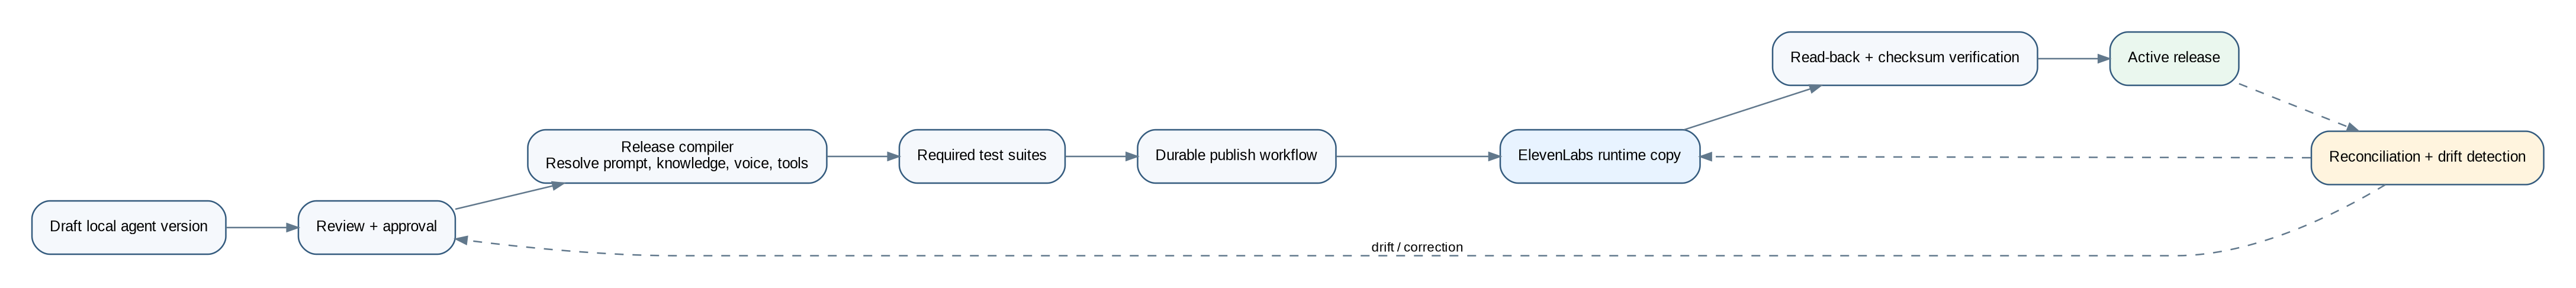 Draft local agent version
Review + approval
Release compiler
Resolve prompt, knowledge, voice, tools
Required test suites
Durable publish workflow
ElevenLabs runtime copy
Read-back + checksum verification
Active release
Reconciliation + drift detection
drift / correction